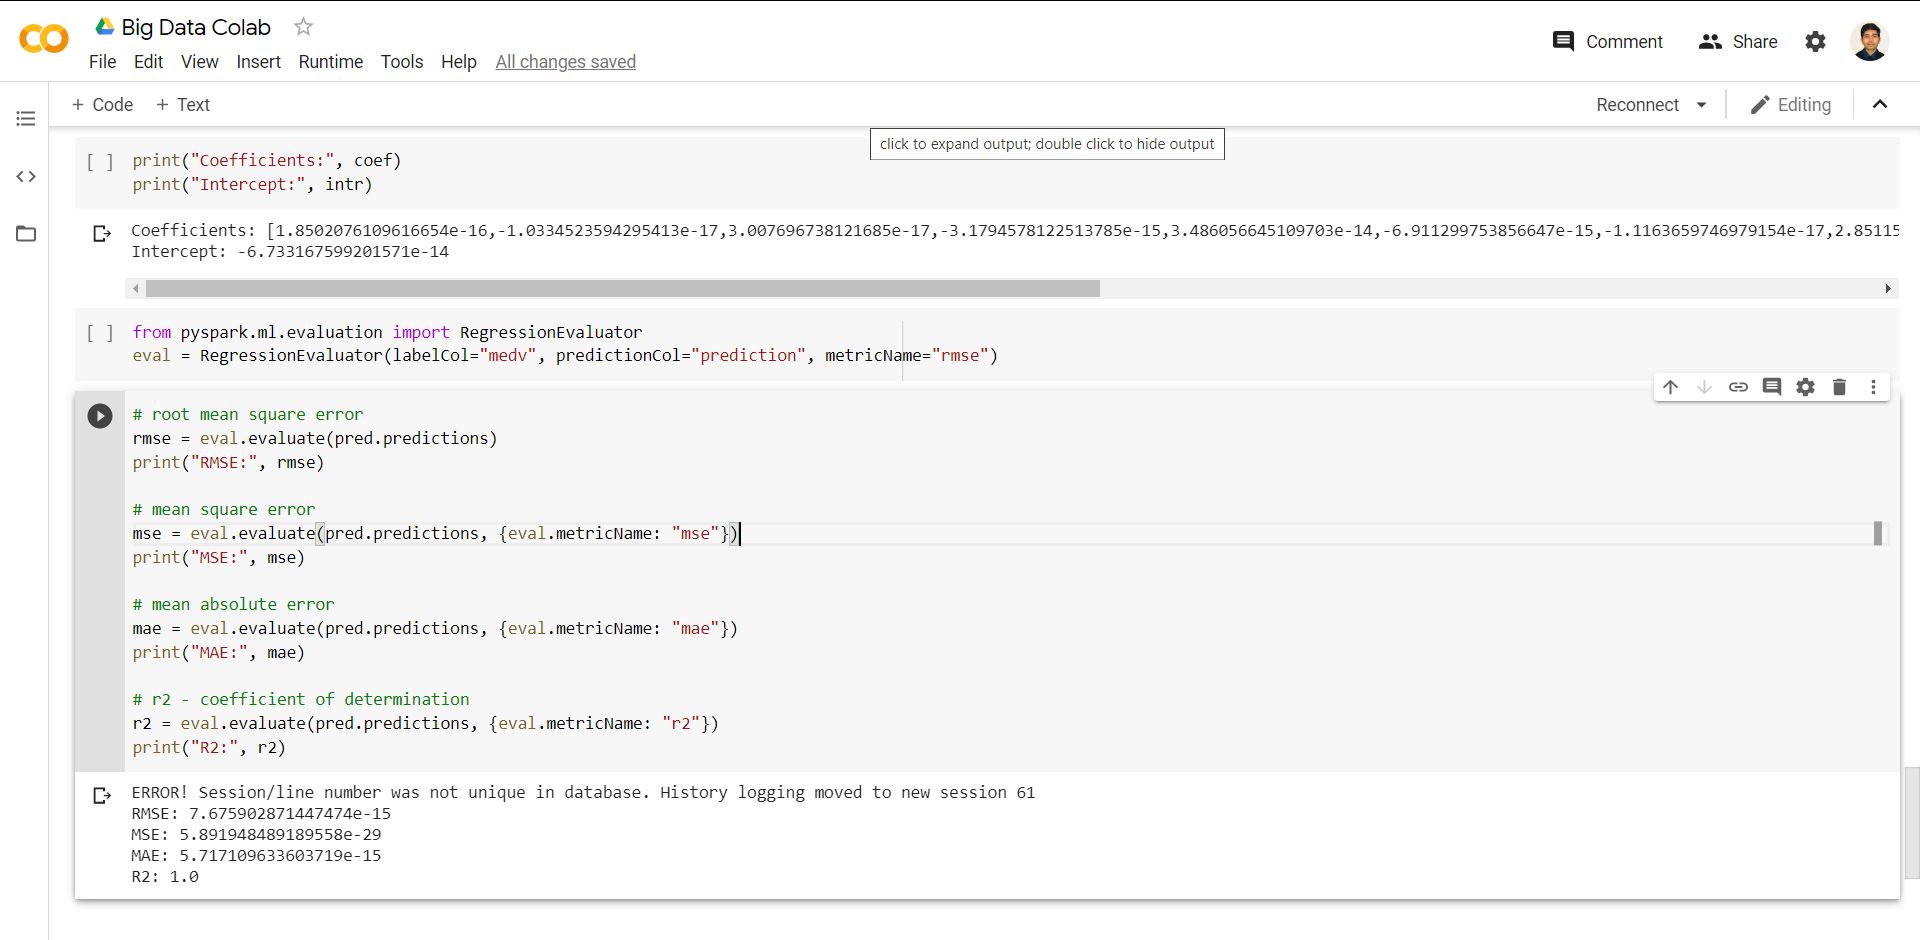 Big Data Colab
File Edit View Insert Runtime Tools Help All changes saved
Comment Share
+ Code + Text
Reconnect Editing
click to expand output; double click to hide output
[ ] print("Coefficients:", coef)
print("Intercept:", intr)
Coefficients: [1.8502076109616654e-16,-1.0334523594295413e-17,3.007696738121685e-17,-3.1794578122513785e-15,3.486056645109703e-14,-6.911299753856647e-15,-1.1163659746979154e-17,2.85115
Intercept: -6.733167599201571e-14
[ ] from pyspark.ml.evaluation import RegressionEvaluator
eval = RegressionEvaluator(labelCol="medv", predictionCol="prediction", metricName="rmse")
# root mean square error
rmse = eval.evaluate(pred.predictions)
print("RMSE:", rmse)
# mean square error
mse = eval.evaluate(pred.predictions, {eval.metricName: "mse"})
print("MSE:", mse)
# mean absolute error
mae = eval.evaluate(pred.predictions, {eval.metricName: "mae"})
print("MAE:", mae)
# r2 - coefficient of determination
r2 = eval.evaluate(pred.predictions, {eval.metricName: "r2"})
print("R2:", r2)
ERROR! Session/line number was not unique in database. History logging moved to new session 61
RMSE: 7.675902871447474e-15
MSE: 5.891948489189558e-29
MAE: 5.717109633603719e-15
R2: 1.0